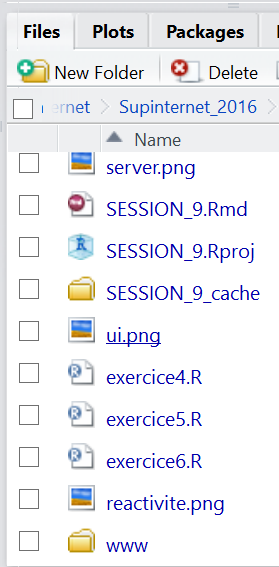 Files Plots Packages
New Folder Delete
ernet Supinternet_2016
Name
server.png
SESSION_9.Rmd
SESSION_9.Rproj
SESSION_9_cache
ui.png
exercice4.R
exercice5.R
exercice6.R
reactivite.png
www